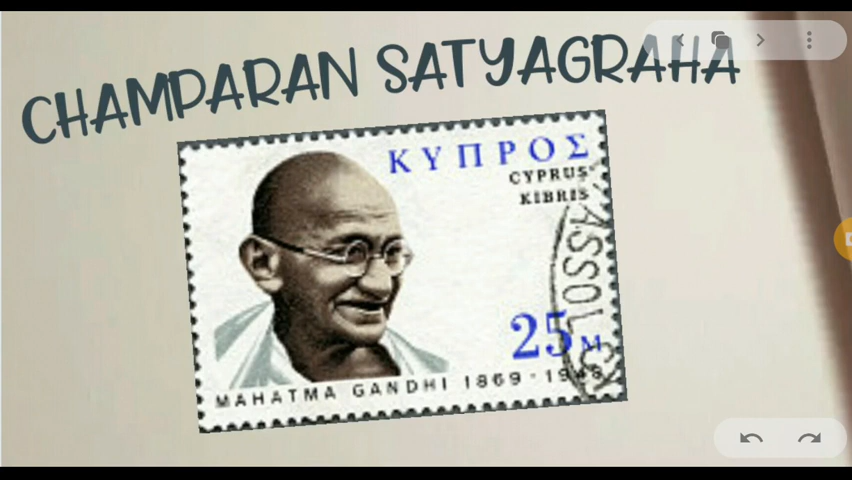 CHAMPARAN SATYAGRAHA
ΚΥΠΡΟΣ
CYPRUS
KIBRIS
25 M
MAHATMA GANDHI 1869-1948